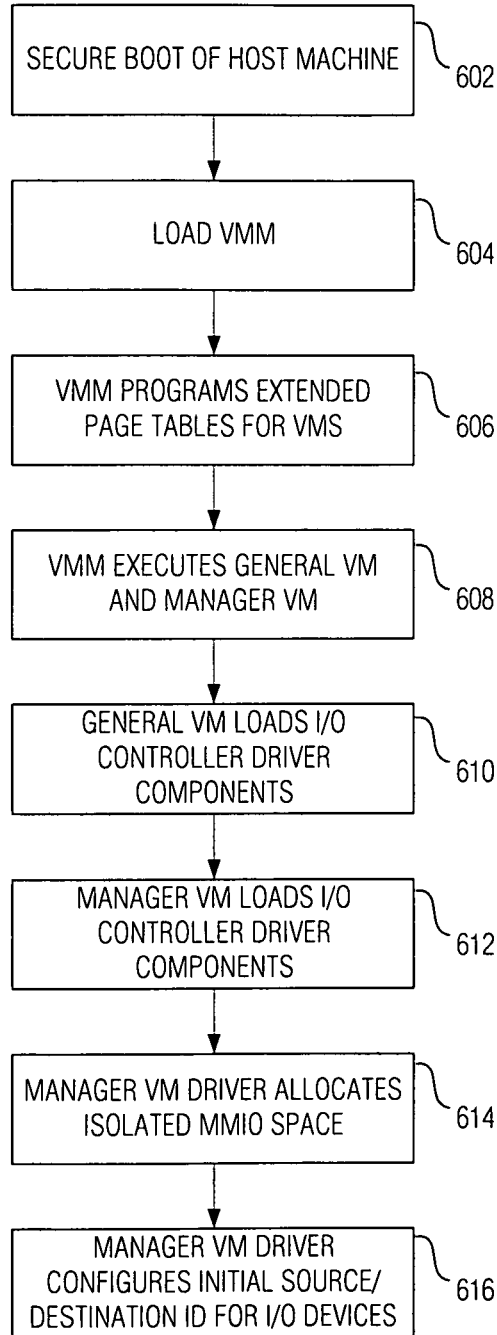 SECURE BOOT OF HOST MACHINE
602
LOAD VMM
604
VMM PROGRAMS EXTENDED
PAGE TABLES FOR VMS
606
VMM EXECUTES GENERAL VM
AND MANAGER VM
608
GENERAL VM LOADS I/O
CONTROLLER DRIVER
COMPONENTS
610
MANAGER VM LOADS I/O
CONTROLLER DRIVER
COMPONENTS
612
MANAGER VM DRIVER ALLOCATES
ISOLATED MMIO SPACE
614
MANAGER VM DRIVER
CONFIGURES INITIAL SOURCE/
DESTINATION ID FOR I/O DEVICES
616